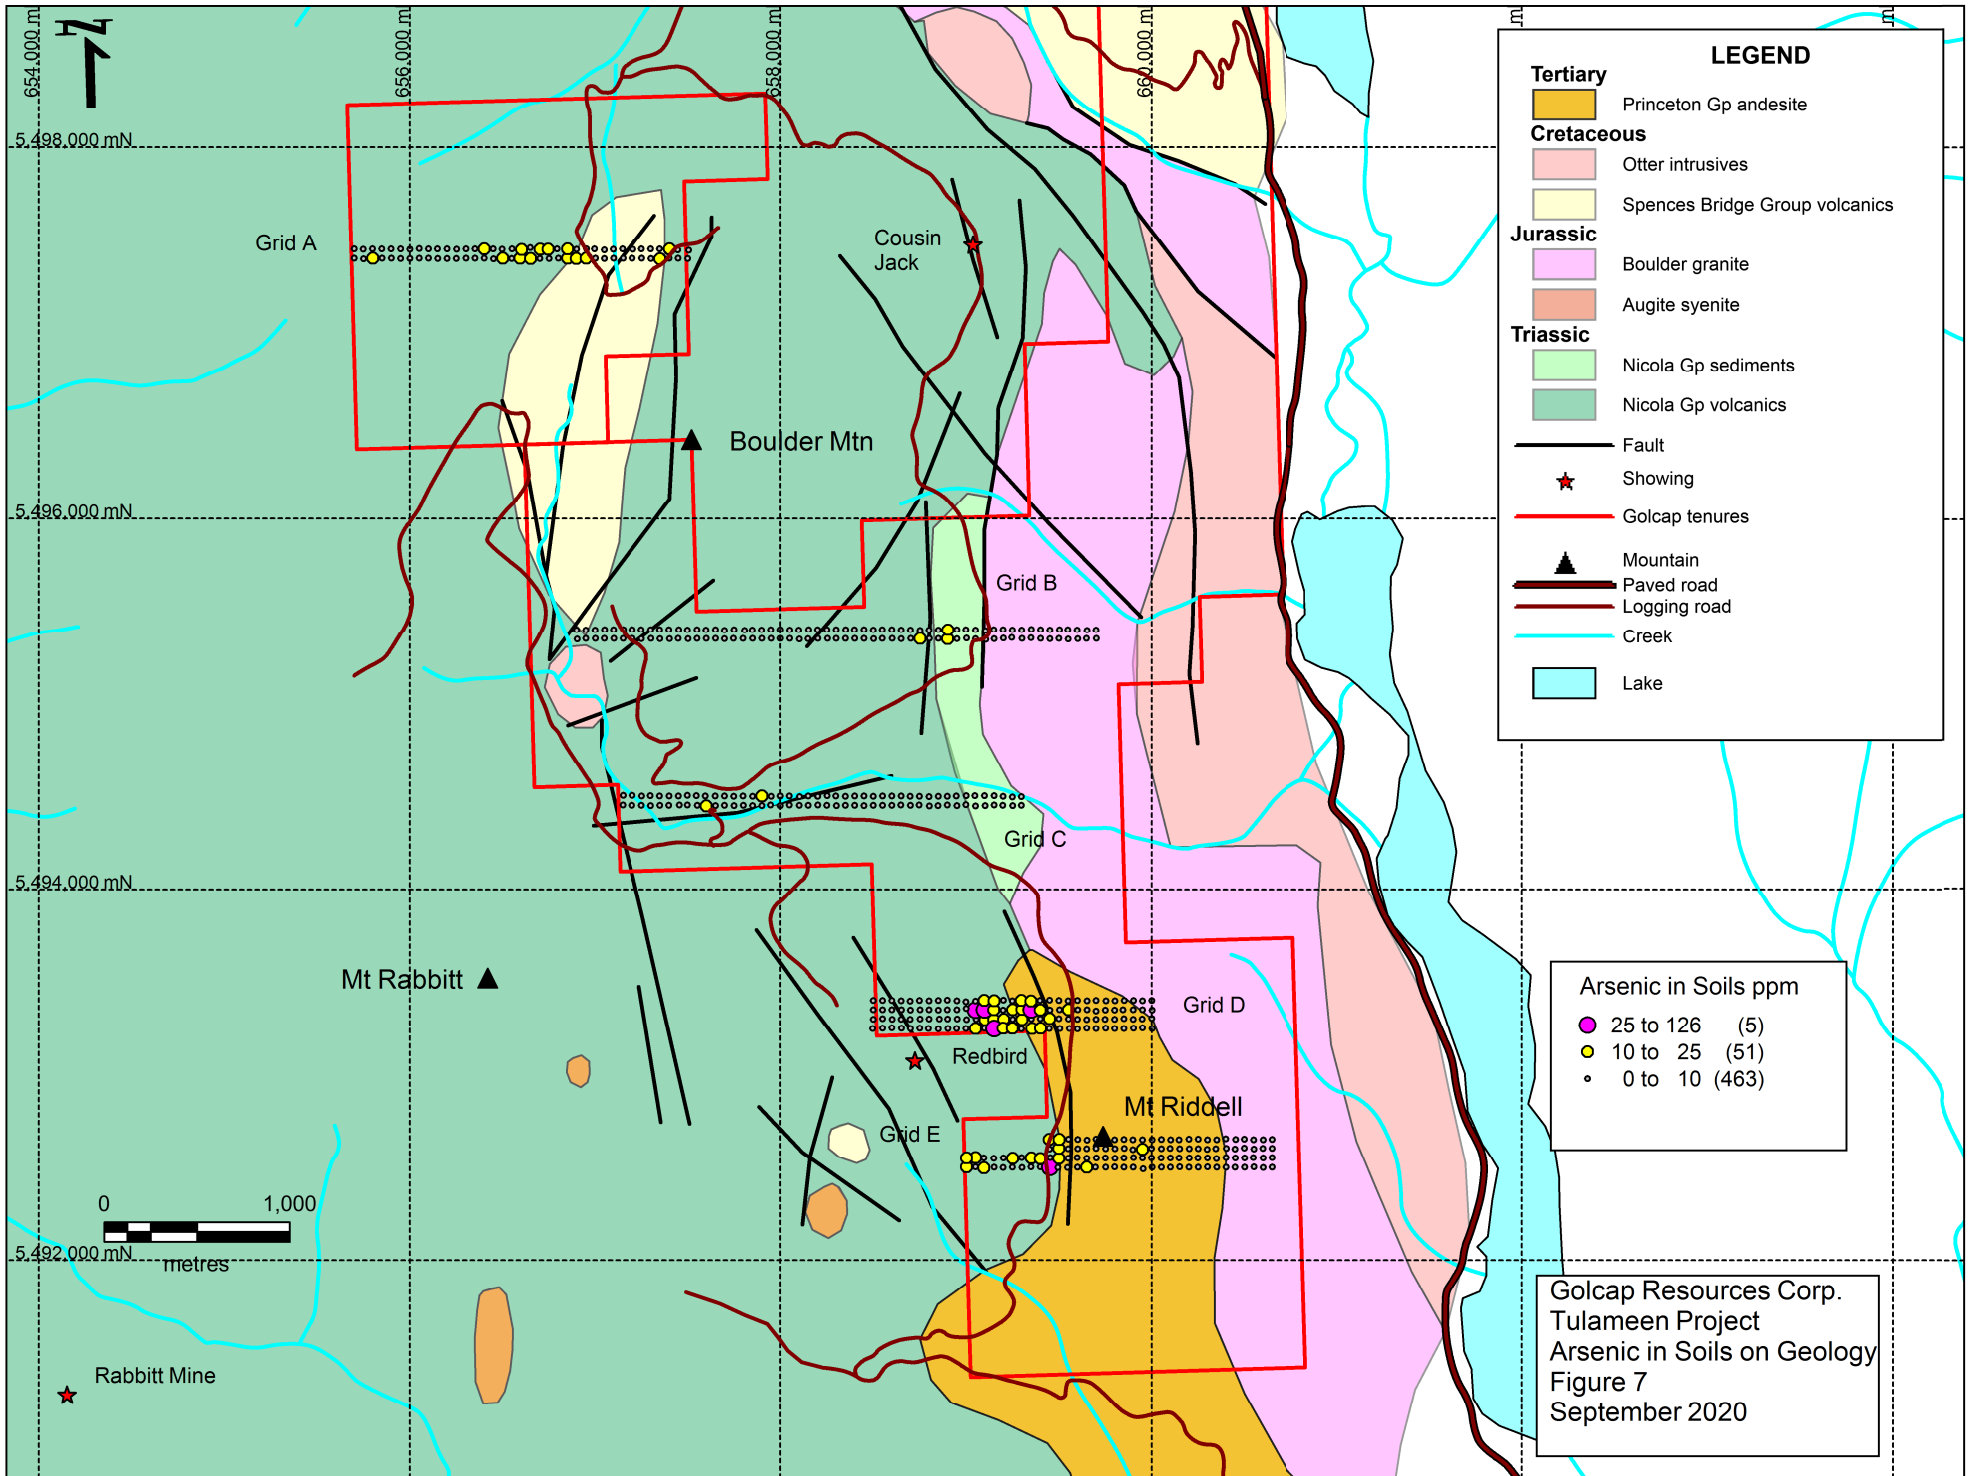 N
654,000 m
656,000 m
658,000 m
660,000 m
m
m
5,498,000 mN
5,496,000 mN
5,494,000 mN
5,492,000 mN
Grid A
Cousin
Jack
Boulder Mtn
Grid B
Grid C
Mt Rabbitt
Grid D
Redbird
Mt Riddell
Grid E
0 1,000
metres
Rabbitt Mine
LEGEND
Tertiary
Princeton Gp andesite
Cretaceous
Otter intrusives
Spences Bridge Group volcanics
Jurassic
Boulder granite
Augite syenite
Triassic
Nicola Gp sediments
Nicola Gp volcanics
Fault
Showing
Golcap tenures
Mountain
Paved road
Logging road
Creek
Lake
Arsenic in Soils ppm
25 to 126 (5)
10 to 25 (51)
0 to 10 (463)
Golcap Resources Corp.
Tulameen Project
Arsenic in Soils on Geology
Figure 7
September 2020